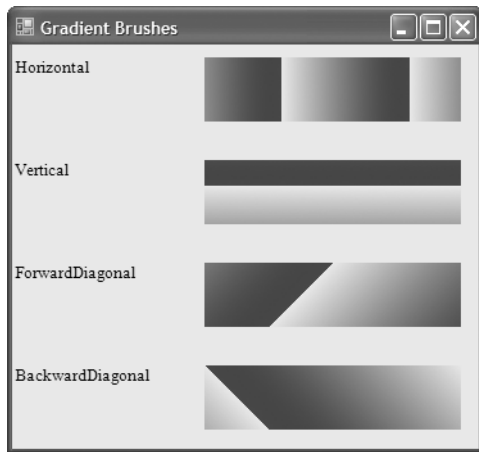 Gradient Brushes
Horizontal
Vertical
ForwardDiagonal
BackwardDiagonal